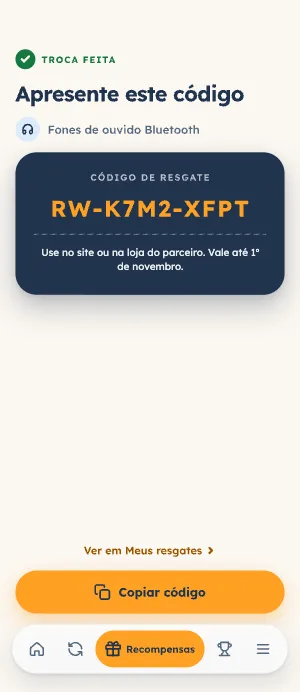 TROCA FEITA
Apresente este código
Fones de ouvido Bluetooth
CÓDIGO DE RESGATE
RW-K7M2-XFPT
Use no site ou na loja do parceiro. Vale até 1º
de novembro.
Ver em Meus resgates
Copiar código
Recompensas